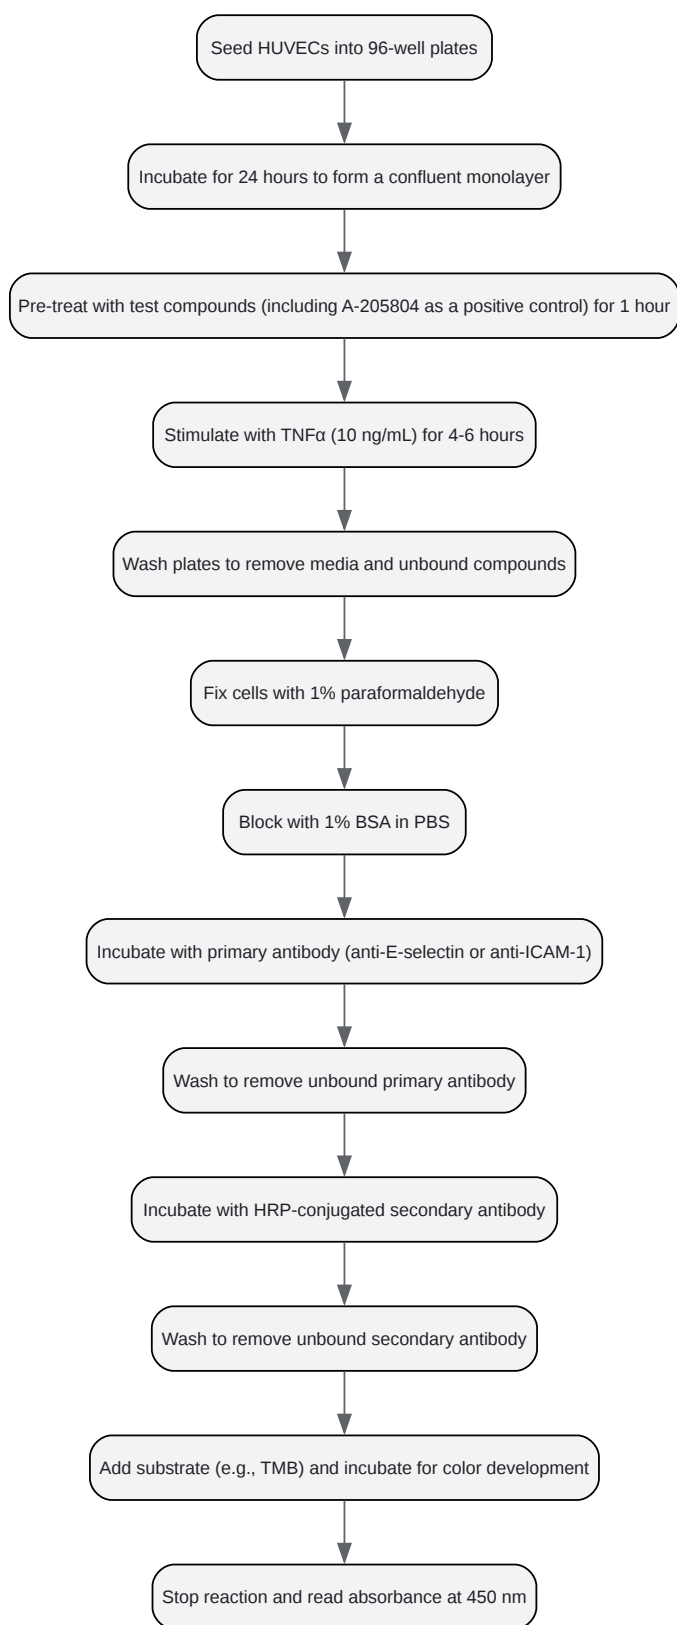 Seed HUVECs into 96-well plates
Incubate for 24 hours to form a confluent monolayer
Pre-treat with test compounds (including A-205804 as a positive control) for 1 hour
Stimulate with TNFα (10 ng/mL) for 4-6 hours
Wash plates to remove media and unbound compounds
Fix cells with 1% paraformaldehyde
Block with 1% BSA in PBS
Incubate with primary antibody (anti-E-selectin or anti-ICAM-1)
Wash to remove unbound primary antibody
Incubate with HRP-conjugated secondary antibody
Wash to remove unbound secondary antibody
Add substrate (e.g., TMB) and incubate for color development
Stop reaction and read absorbance at 450 nm